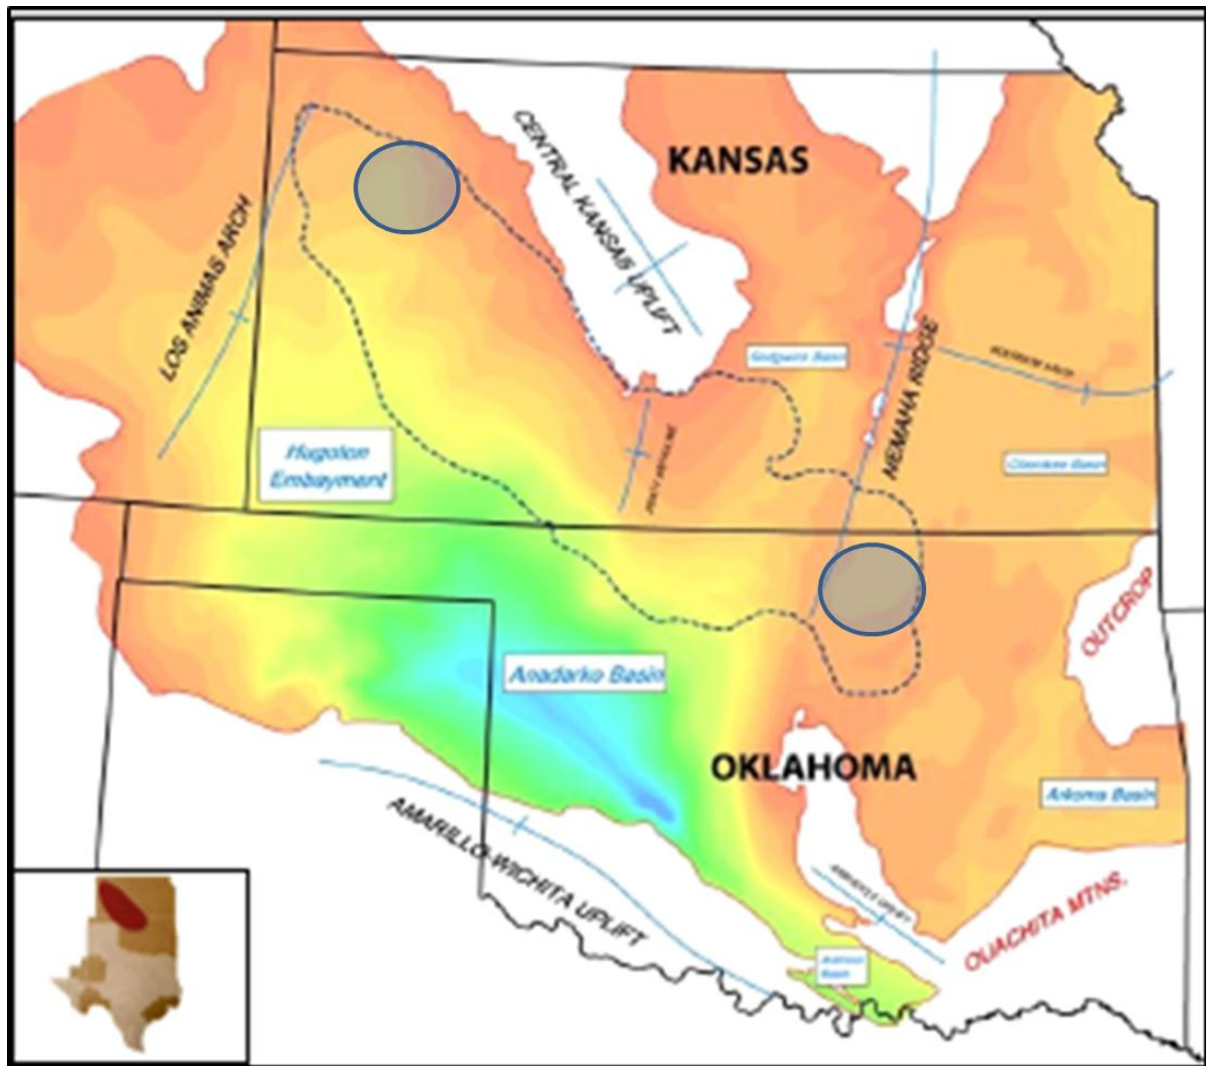 KANSAS
CENTRAL KANSAS UPLIFT
LOS ANIMAS ARCH
NEMAHA RIDGE
Sedgwick Basin
Cherokee Basin
Hugoton
Embayment
OUTCROP
Anadarko Basin
OKLAHOMA
Arkoma Basin
AMARILLO-WICHITA UPLIFT
OUACHITA MTNS.